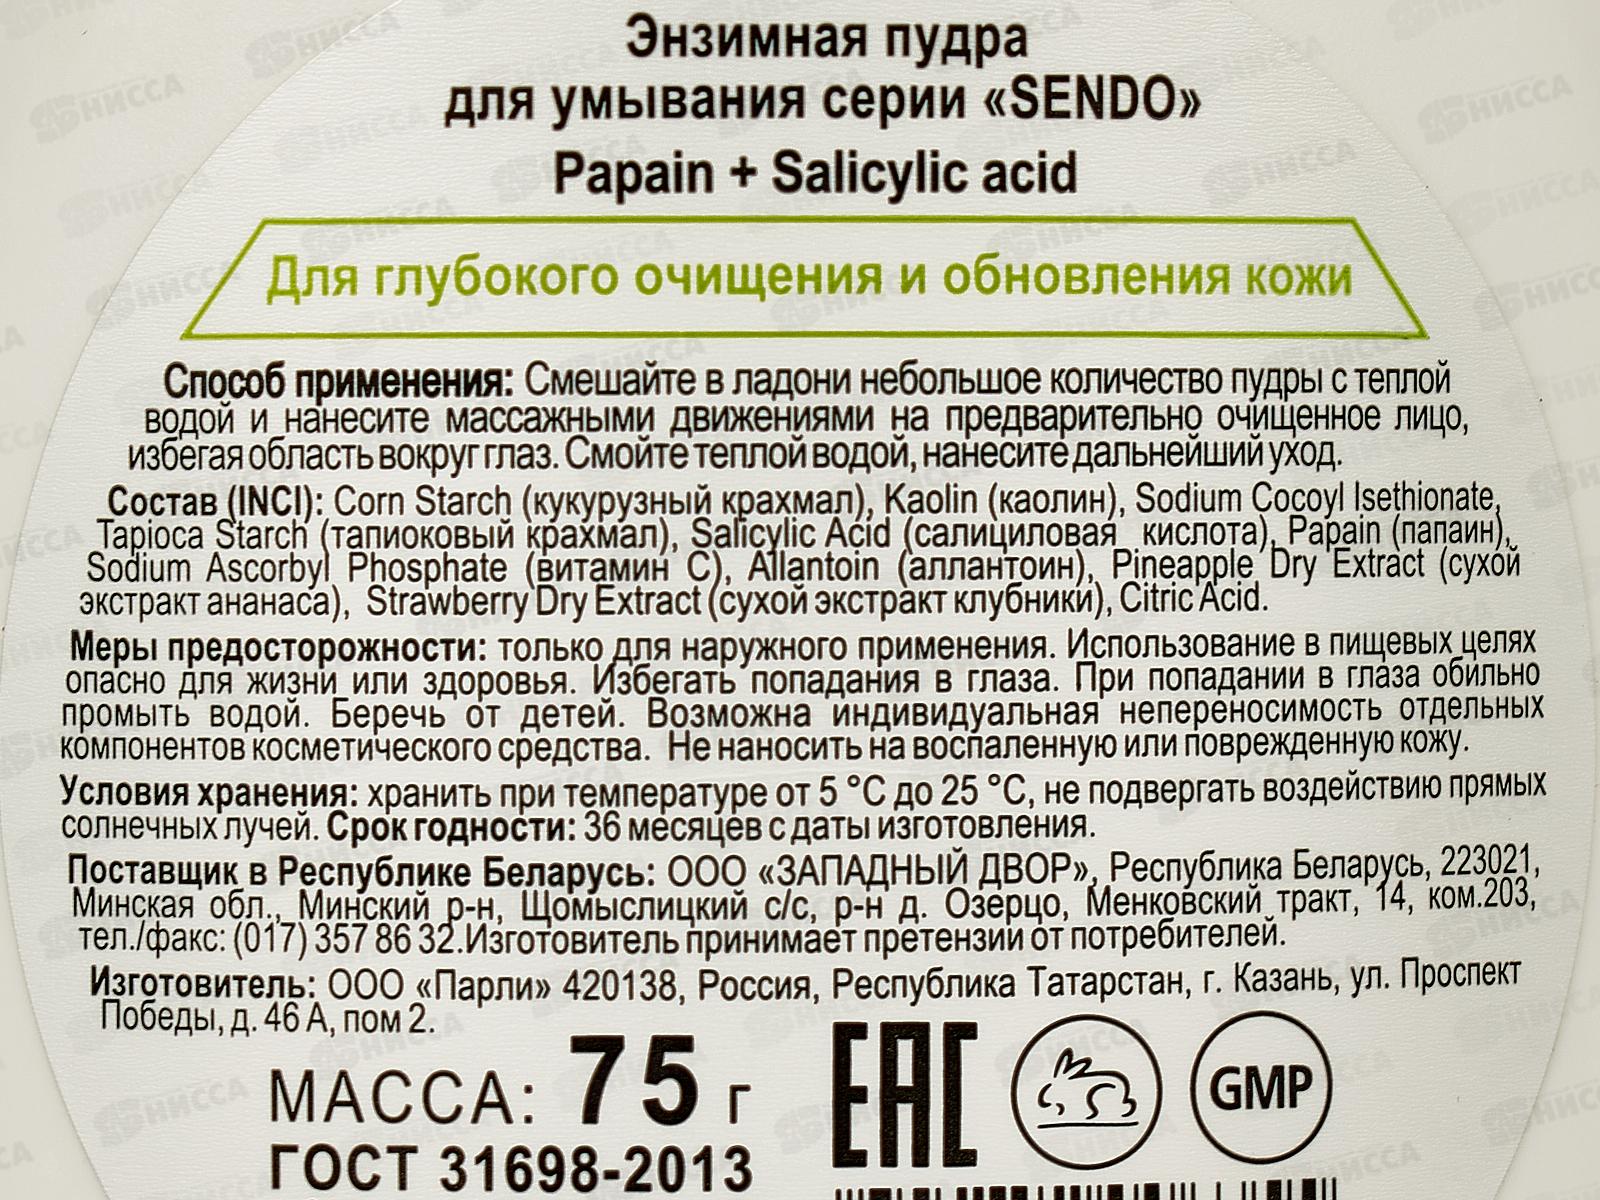 Энзимная пудра
для умывания серии «SENDO»
Papain + Salicylic acid
Для глубокого очищения и обновления кожи
Способ применения: Смешайте в ладони небольшое количество пудры с теплой
водой и нанесите массажными движениями на предварительно очищенное лицо,
избегая область вокруг глаз. Смойте теплой водой, нанесите дальнейший уход.
Состав (INCI): Corn Starch (кукурузный крахмал), Kaolin (каолин), Sodium Cocoyl Isethionate,
Tapioca Starch (тапиоковый крахмал), Salicylic Acid (салициловая кислота), Papain (папаин),
Sodium Ascorbyl Phosphate (витамин С), Allantoin (аллантоин), Pineapple Dry Extract (сухой
экстракт ананаса), Strawberry Dry Extract (сухой экстракт клубники), Citric Acid.
Меры предосторожности: только для наружного применения. Использование в пищевых целях
опасно для жизни или здоровья. Избегать попадания в глаза. При попадании в глаза обильно
промыть водой. Беречь от детей. Возможна индивидуальная непереносимость отдельных
компонентов косметического средства. Не наносить на воспаленную или поврежденную кожу.
Условия хранения: хранить при температуре от 5 °C до 25 °C, не подвергать воздействию прямых
солнечных лучей. Срок годности: 36 месяцев с даты изготовления.
Поставщик в Республике Беларусь: ООО «ЗАПАДНЫЙ ДВОР», Республика Беларусь, 223021,
Минская обл., Минский р-н, Щомыслицкий с/с, р-н д. Озерцо, Менковский тракт, 14, ком.203,
тел./факс: (017) 357 86 32.Изготовитель принимает претензии от потребителей.
Изготовитель: ООО «Парли» 420138, Россия, Республика Татарстан, г. Казань, ул. Проспект
Победы, д. 46 А, пом 2.
МАССА: 75 г
ЕАС
GMP
ГОСТ 31698-2013
НИССА